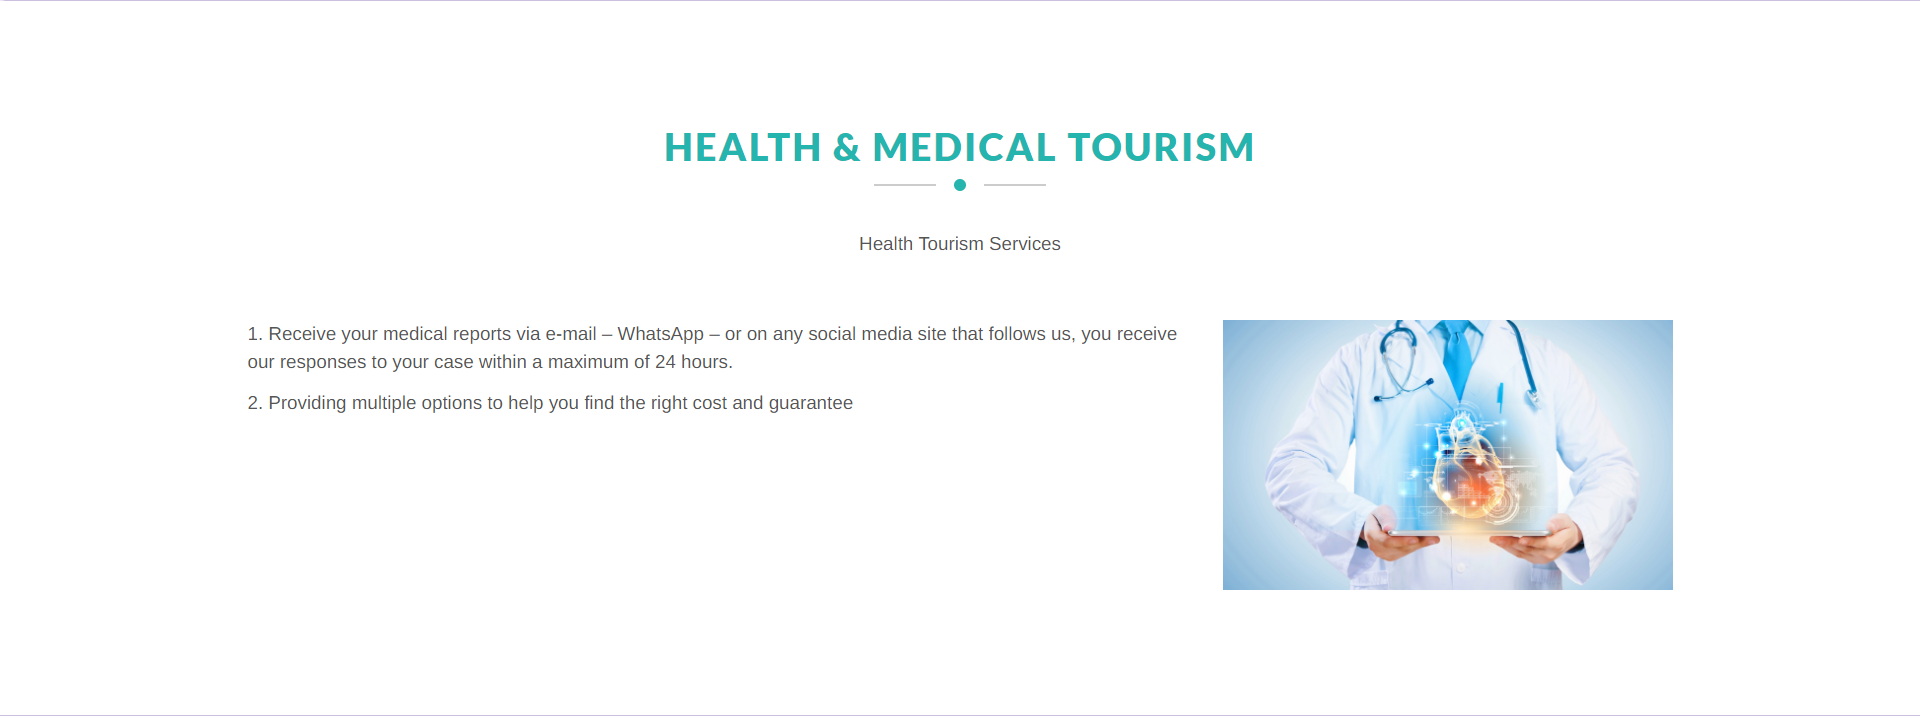 HEALTH & MEDICAL TOURISM
Health Tourism Services
1. Receive your medical reports via e-mail – WhatsApp – or on any social media site that follows us, you receive
our responses to your case within a maximum of 24 hours.
2. Providing multiple options to help you find the right cost and guarantee